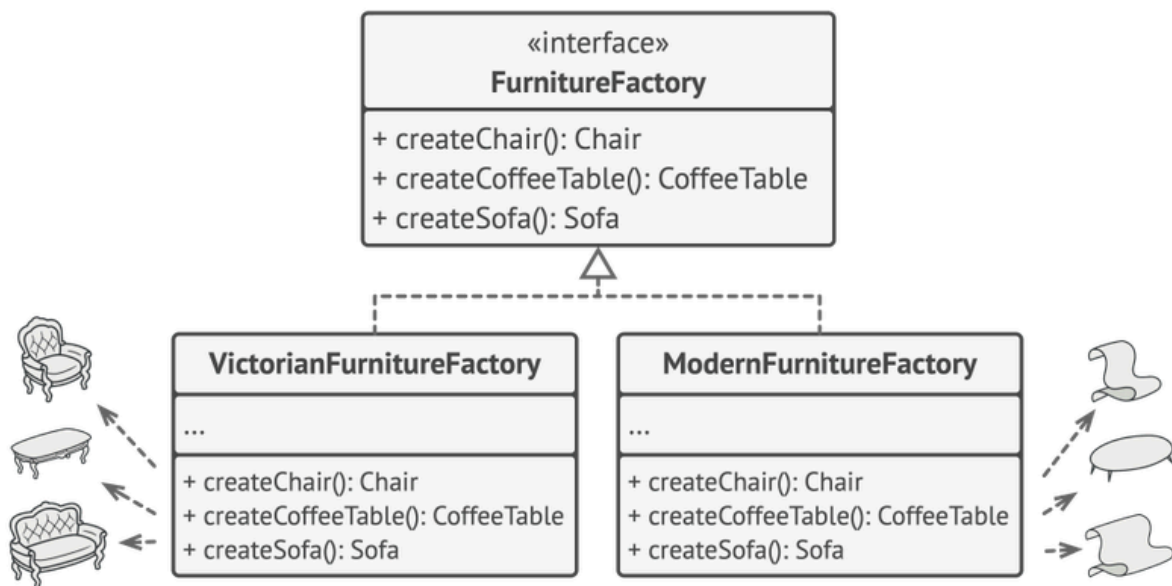 «interface»
FurnitureFactory
+ createChair(): Chair
+ createCoffeeTable(): CoffeeTable
+ createSofa(): Sofa
VictorianFurnitureFactory
...
+ createChair(): Chair
+ createCoffeeTable(): CoffeeTable
+ createSofa(): Sofa
ModernFurnitureFactory
...
+ createChair(): Chair
+ createCoffeeTable(): CoffeeTable
+ createSofa(): Sofa